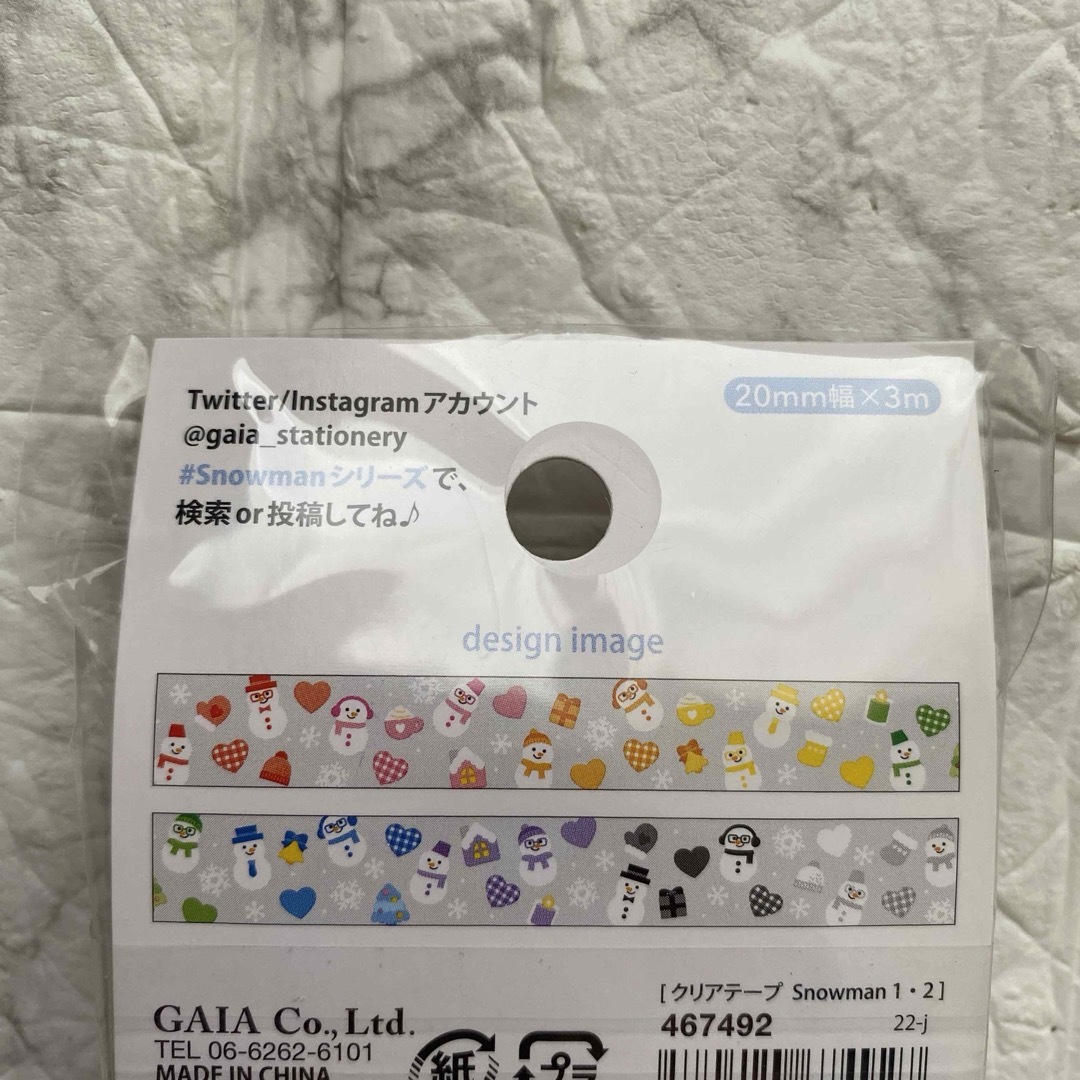 Twitter/Instagramアカウント
@gaia_stationery
#Snowmanシリーズで、
検索or投稿してね♪
20mm幅×3m
design image
GAIA Co., Ltd.
TEL 06-6262-6101
MADE IN CHINA
紙
プラ
[クリアテープ Snowman 1・2]
467492
22-j